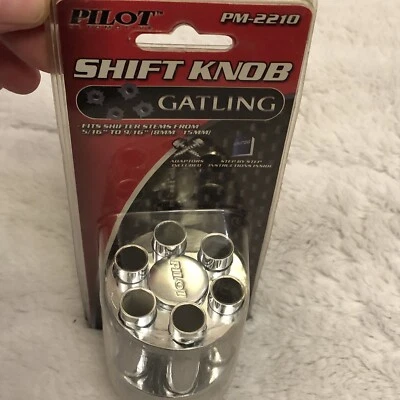 PILOT™
PM-2210
SHIFT KNOB
GATLING
FITS SHIFTER STEMS FROM
5/16" TO 9/16" (8MM - 15MM)
ADAPTORS
INCLUDED
STEP BY STEP
INSTRUCTIONS INSIDE
PILOT